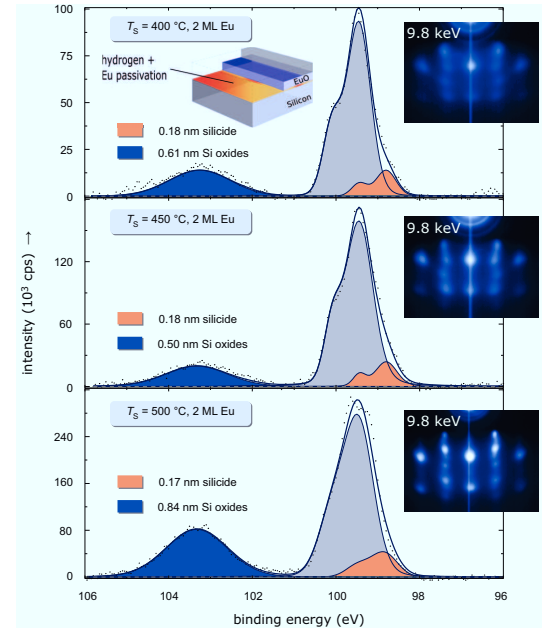 T_S = 400 °C, 2 ML Eu
9.8 keV
hydrogen +
Eu passivation
EuO
Silicon
0.18 nm silicide
0.61 nm Si oxides
100
75
50
25
0
T_S = 450 °C, 2 ML Eu
9.8 keV
0.18 nm silicide
0.50 nm Si oxides
120
60
0
T_S = 500 °C, 2 ML Eu
9.8 keV
0.17 nm silicide
0.84 nm Si oxides
240
160
80
0
intensity (10³ cps) →
106 104 102 100 98 96
binding energy (eV)